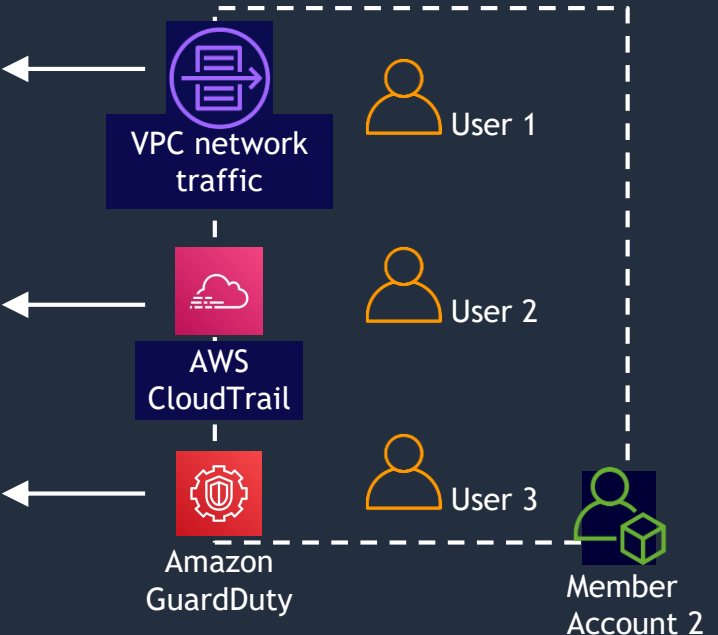 VPC network
traffic
User 1
AWS
CloudTrail
User 2
Amazon
GuardDuty
User 3
Member
Account 2